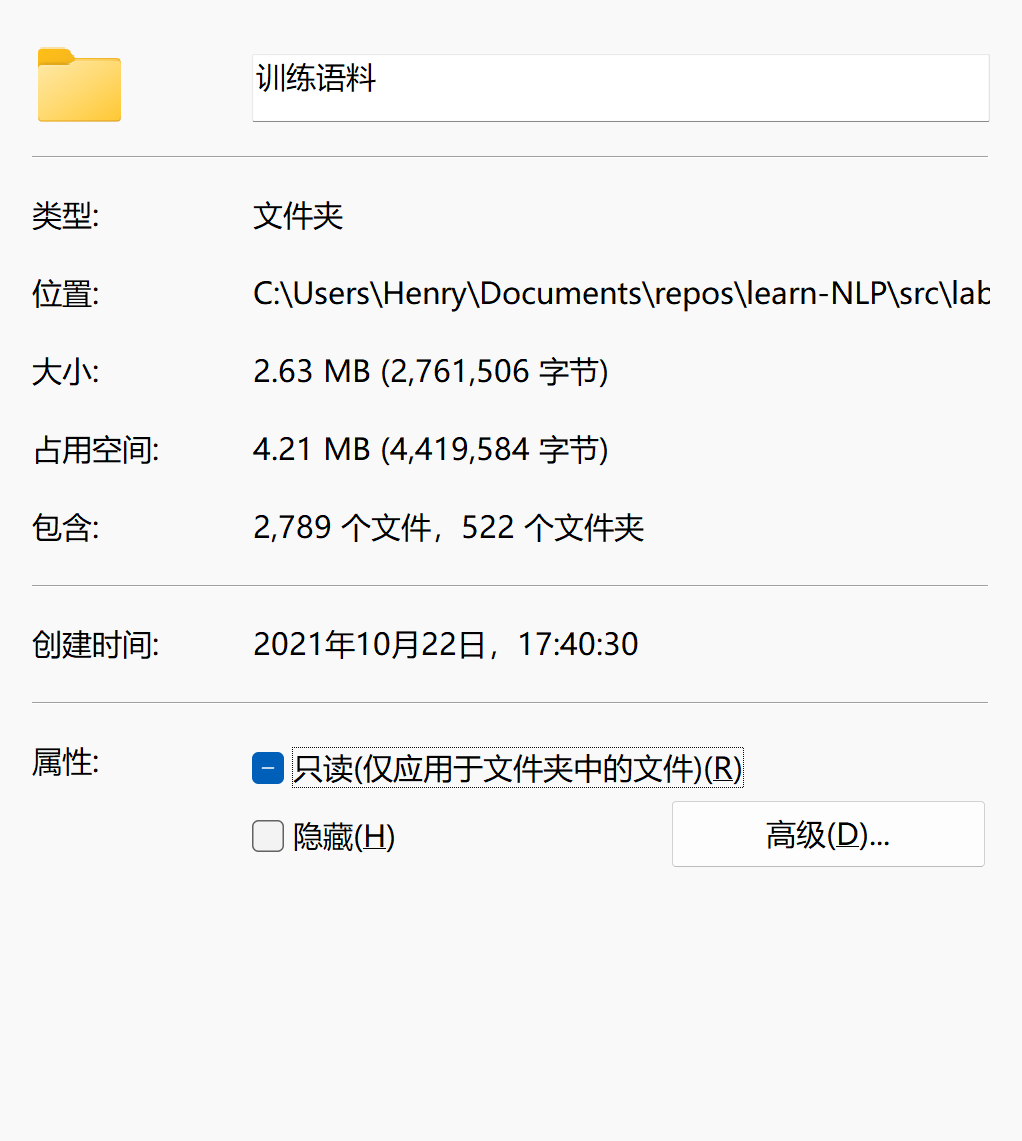 训练语料
类型: 文件夹
位置: C:\Users\Henry\Documents\repos\learn-NLP\src\lab
大小: 2.63 MB (2,761,506 字节)
占用空间: 4.21 MB (4,419,584 字节)
包含: 2,789 个文件，522 个文件夹
创建时间: 2021年10月22日，17:40:30
属性: 只读(仅应用于文件夹中的文件)(R)
隐藏(H) 高级(D)...